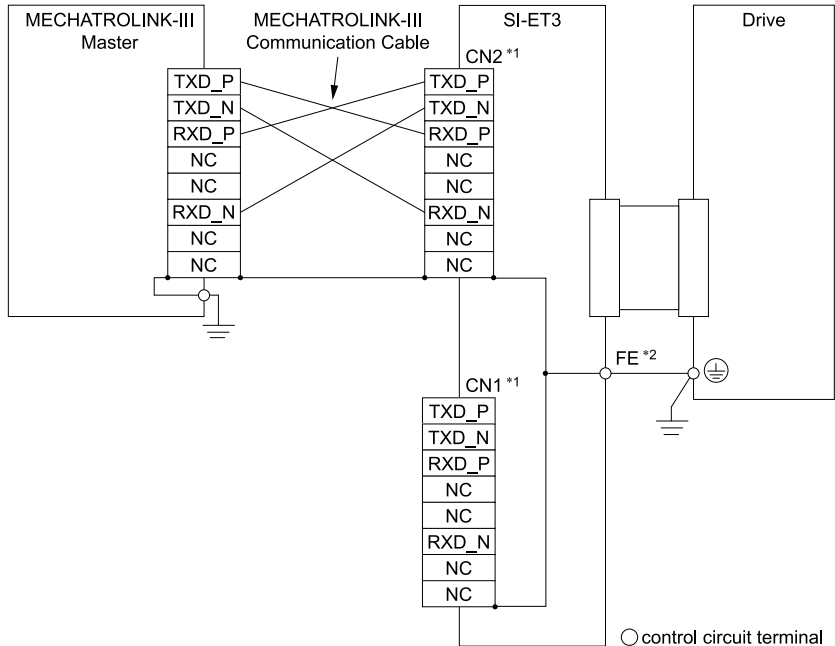 MECHATROLINK-III
Master
MECHATROLINK-III
Communication Cable
SI-ET3
Drive
CN2 *1
TXD_P
TXD_N
RXD_P
NC
NC
RXD_N
NC
NC
TXD_P
TXD_N
RXD_P
NC
NC
RXD_N
NC
NC
FE *2
CN1 *1
TXD_P
TXD_N
RXD_P
NC
NC
RXD_N
NC
NC
control circuit terminal